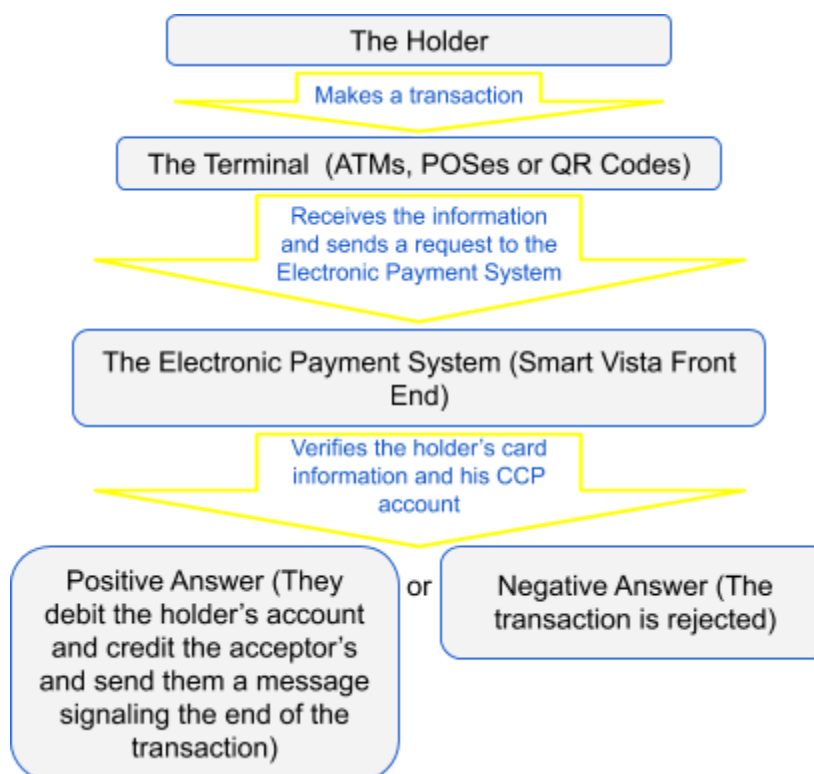 The Holder
Makes a transaction
The Terminal (ATMs, POSes or QR Codes)
Receives the information
and sends a request to the
Electronic Payment System
The Electronic Payment System (Smart Vista Front
End)
Verifies the holder's card
information and his CCP
account
Positive Answer (They
debit the holder's account
and credit the acceptor's
and send them a message
signaling the end of the
transaction)
or
Negative Answer (The
transaction is rejected)